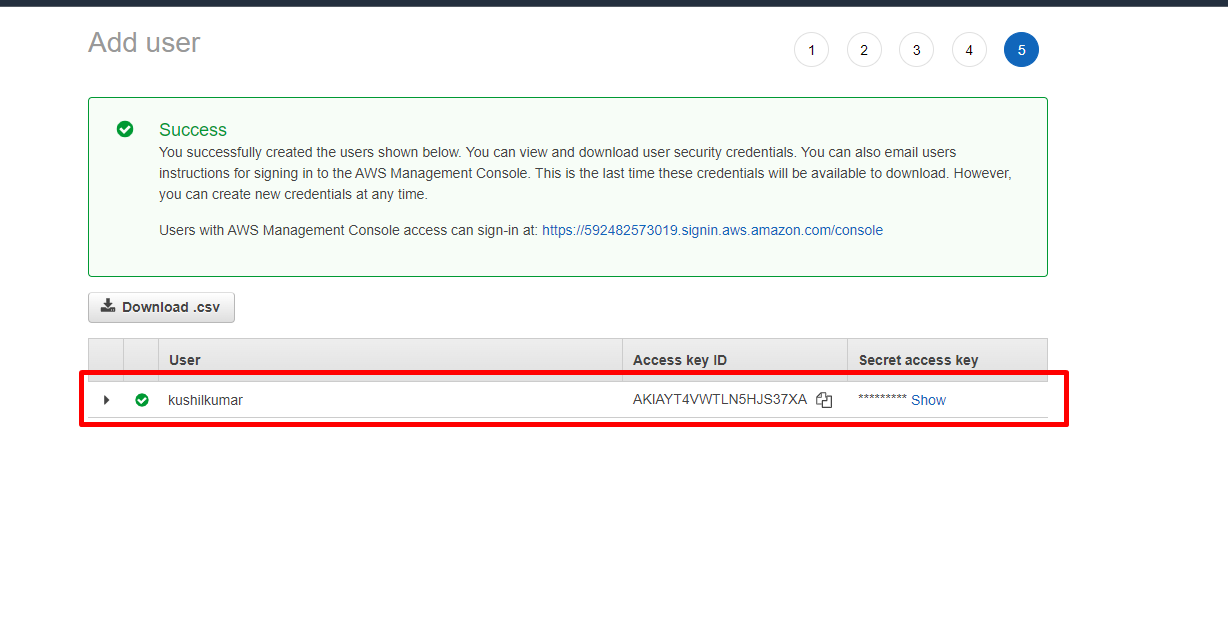 Add user
1 2 3 4 5
Success
You successfully created the users shown below. You can view and download user security credentials. You can also email users
instructions for signing in to the AWS Management Console. This is the last time these credentials will be available to download. However,
you can create new credentials at any time.
Users with AWS Management Console access can sign-in at: https://592482573019.signin.aws.amazon.com/console
Download .csv
User Access key ID Secret access key
kushilkumar AKIAYT4VWTLN5HJS37XA ********* Show